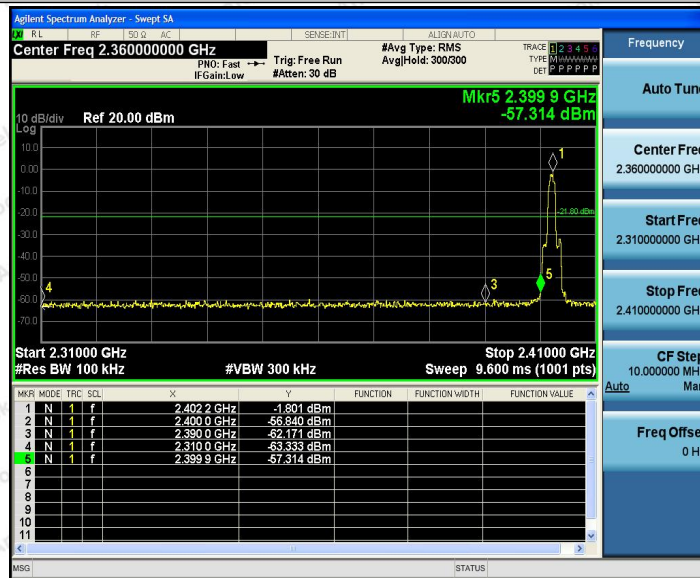 Agilent Spectrum Analyzer - Swept SA
RL RF 50 Ω AC SENSE:INT ALIGNAUTO
Center Freq 2.360000000 GHz
PNO: Fast
IFGain:Low
Trig: Free Run
#Atten: 30 dB
#Avg Type: RMS
Avg|Hold: 300/300
TRACE 1 2 3 4 5 6
TYPE M
DET P P P P P P
Frequency
Auto Tune
Center Freq
2.360000000 GH
Start Freq
2.310000000 GH
Stop Freq
2.410000000 GH
CF Step
10.000000 MH
Auto Ma
Freq Offse
0 H
Mkr5 2.399 9 GHz
-57.314 dBm
10 dB/div Ref 20.00 dBm
Log
10.0
0.00
-10.0
-20.0
-30.0
-40.0
-50.0
-60.0
-70.0
1
-21.80 dBm
5
3
4
Start 2.31000 GHz Stop 2.41000 GHz
#Res BW 100 kHz #VBW 300 kHz Sweep 9.600 ms (1001 pts)
MKR MODE TRC SCL X Y FUNCTION FUNCTION WIDTH FUNCTION VALUE
1 N 1 f 2.402 2 GHz -1.801 dBm
2 N 1 f 2.400 0 GHz -56.840 dBm
3 N 1 f 2.390 0 GHz -62.171 dBm
4 N 1 f 2.310 0 GHz -63.333 dBm
5 N 1 f 2.399 9 GHz -57.314 dBm
6
7
8
9
10
11
MSG STATUS